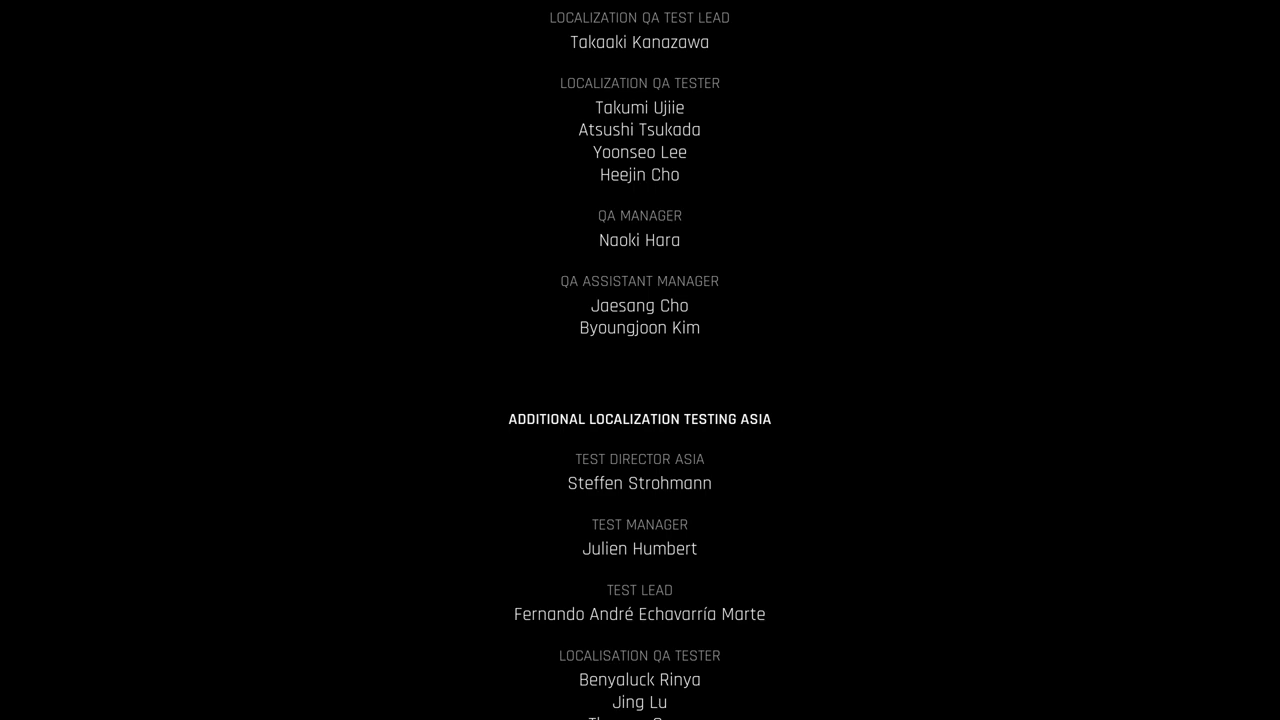 LOCALIZATION QA TEST LEAD
Takaaki Kanazawa
LOCALIZATION QA TESTER
Takumi Ujiie
Atsushi Tsukada
Yoonseo Lee
Heejin Cho
QA MANAGER
Naoki Hara
QA ASSISTANT MANAGER
Jaesang Cho
Byoungjoon Kim
ADDITIONAL LOCALIZATION TESTING ASIA
TEST DIRECTOR ASIA
Steffen Strohmann
TEST MANAGER
Julien Humbert
TEST LEAD
Fernando André Echavarría Marte
LOCALISATION QA TESTER
Benyaluck Rinya
Jing Lu